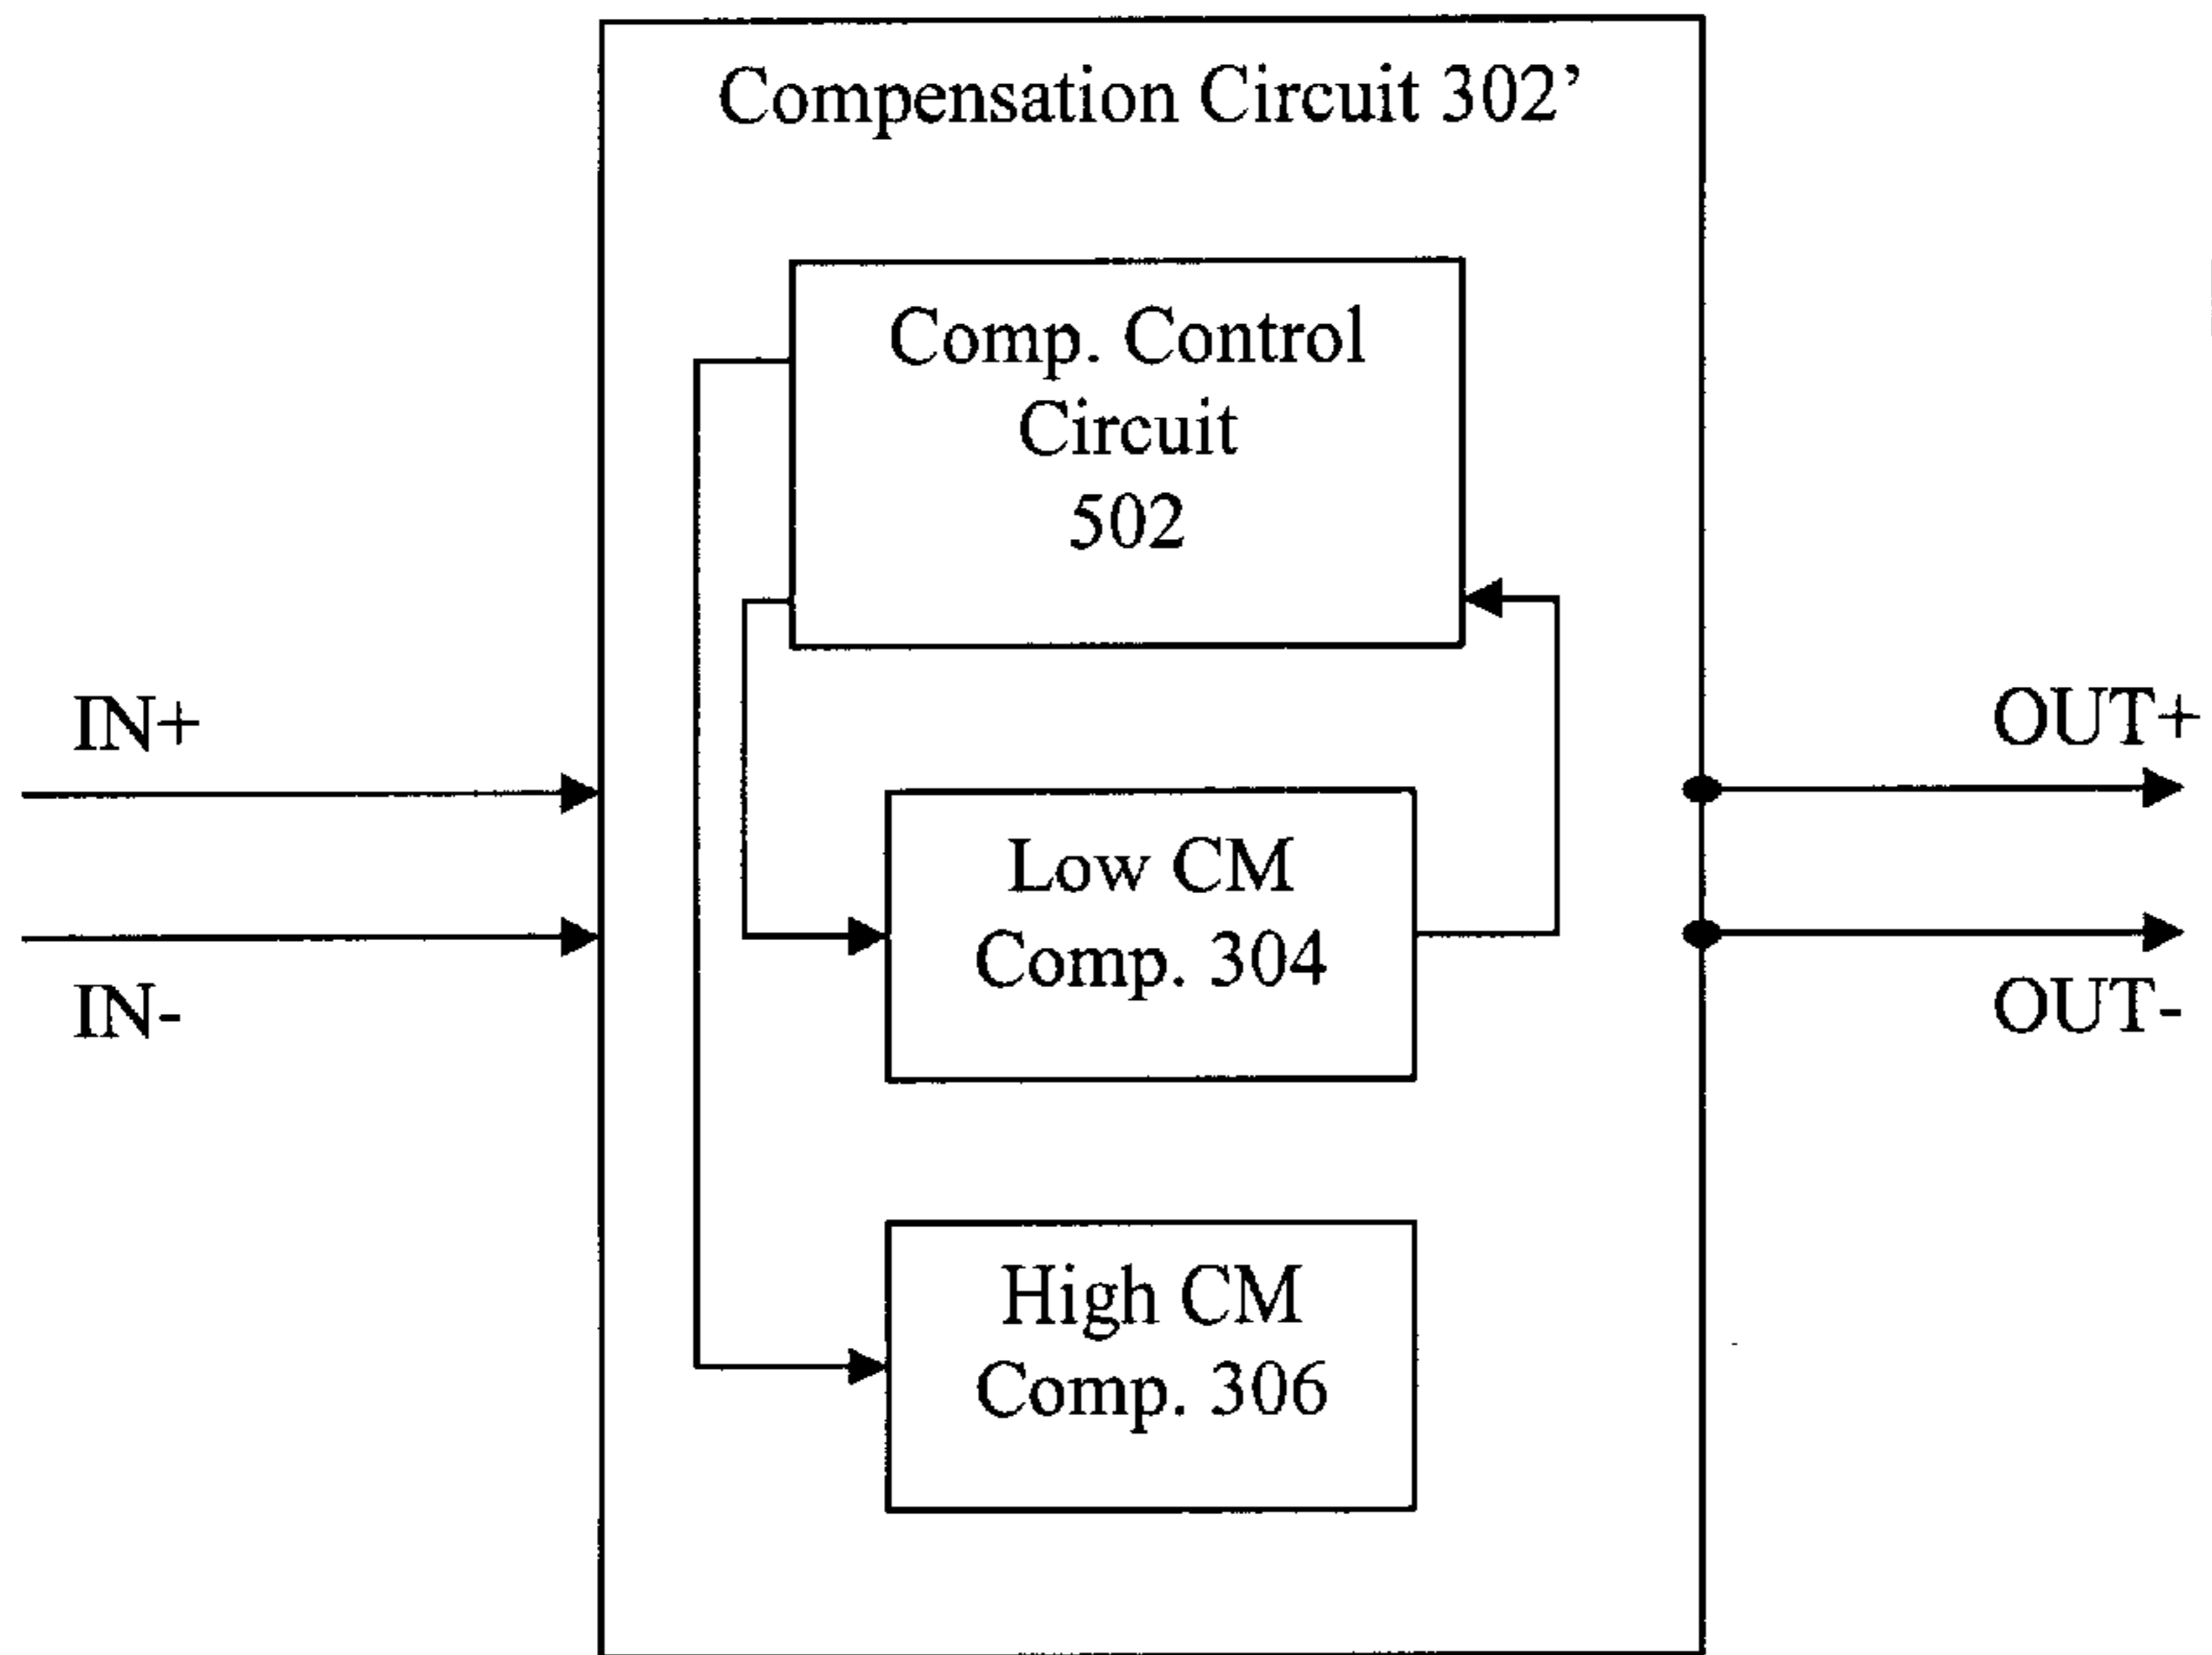 Compensation Circuit 302’
Comp. Control
Circuit
502
IN+
OUT+
Low CM
Comp. 304
IN-
OUT-
High CM
Comp. 306